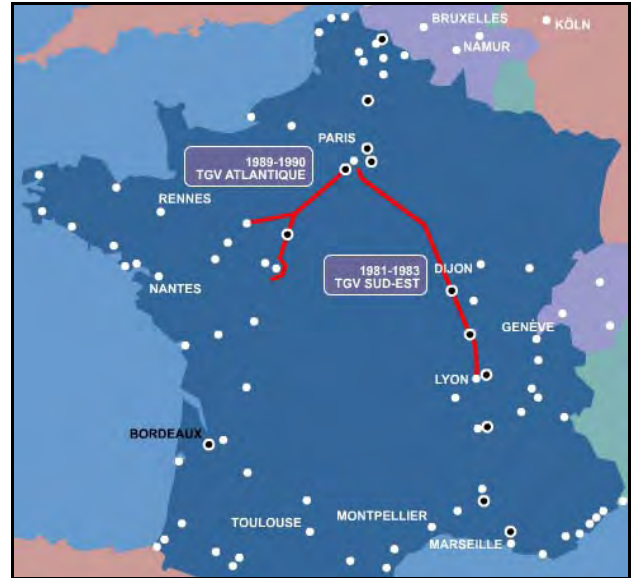 BRUXELLES
KÖLN
NAMUR
PARIS
1989-1990
TGV ATLANTIQUE
RENNES
1981-1983
TGV SUD-EST
DIJON
NANTES
GENÈVE
LYON
BORDEAUX
TOULOUSE
MONTPELLIER
MARSEILLE